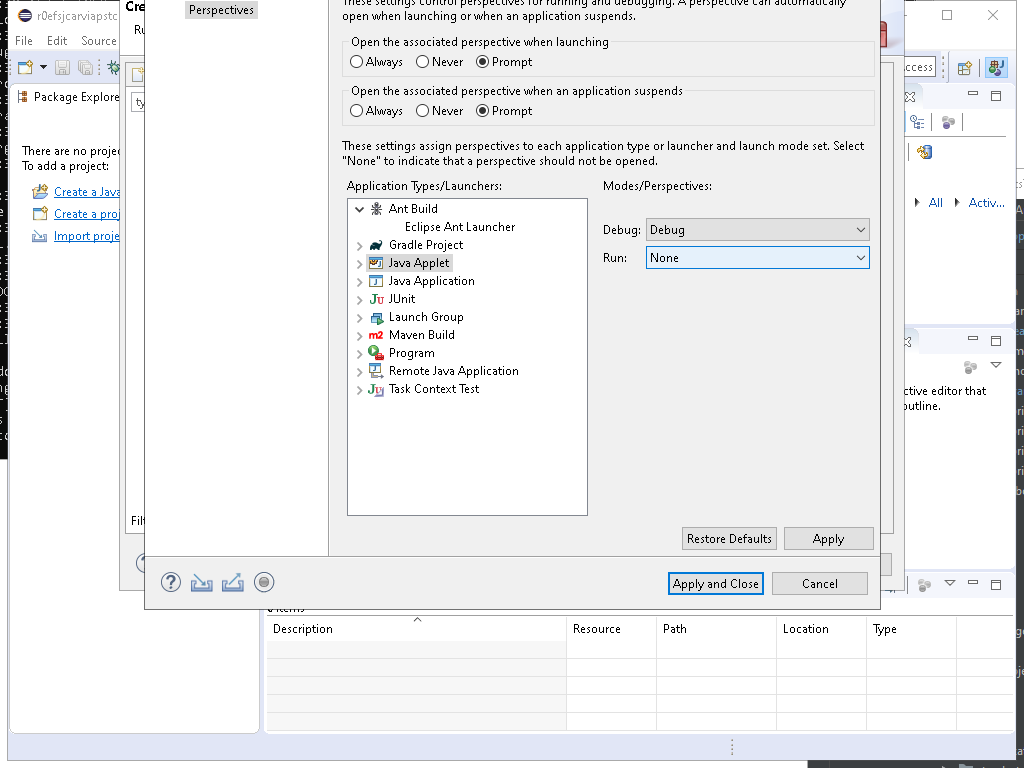 Perspectives
These settings control perspectives for running and debugging. A perspective can automatically
open when launching or when an application suspends.
Open the associated perspective when launching
Always Never Prompt
Open the associated perspective when an application suspends
Always Never Prompt
These settings assign perspectives to each application type or launcher and launch mode set. Select
"None" to indicate that a perspective should not be opened.
Application Types/Launchers:
Modes/Perspectives:
Ant Build
Eclipse Ant Launcher
Gradle Project
Java Applet
Java Application
JUnit
Launch Group
Maven Build
Program
Remote Java Application
Task Context Test
Debug: Debug
Run: None
Restore Defaults
Apply
Apply and Close
Cancel
r0efsjcarviapstc
File Edit Source
Package Explore
There are no projec
To add a project:
Create a Java
Create a proj
Import proje
Cre
Ru
ty
Filt
ccess
All
Activ...
ctive editor that
outline.
0 items
Description
Resource
Path
Location
Type